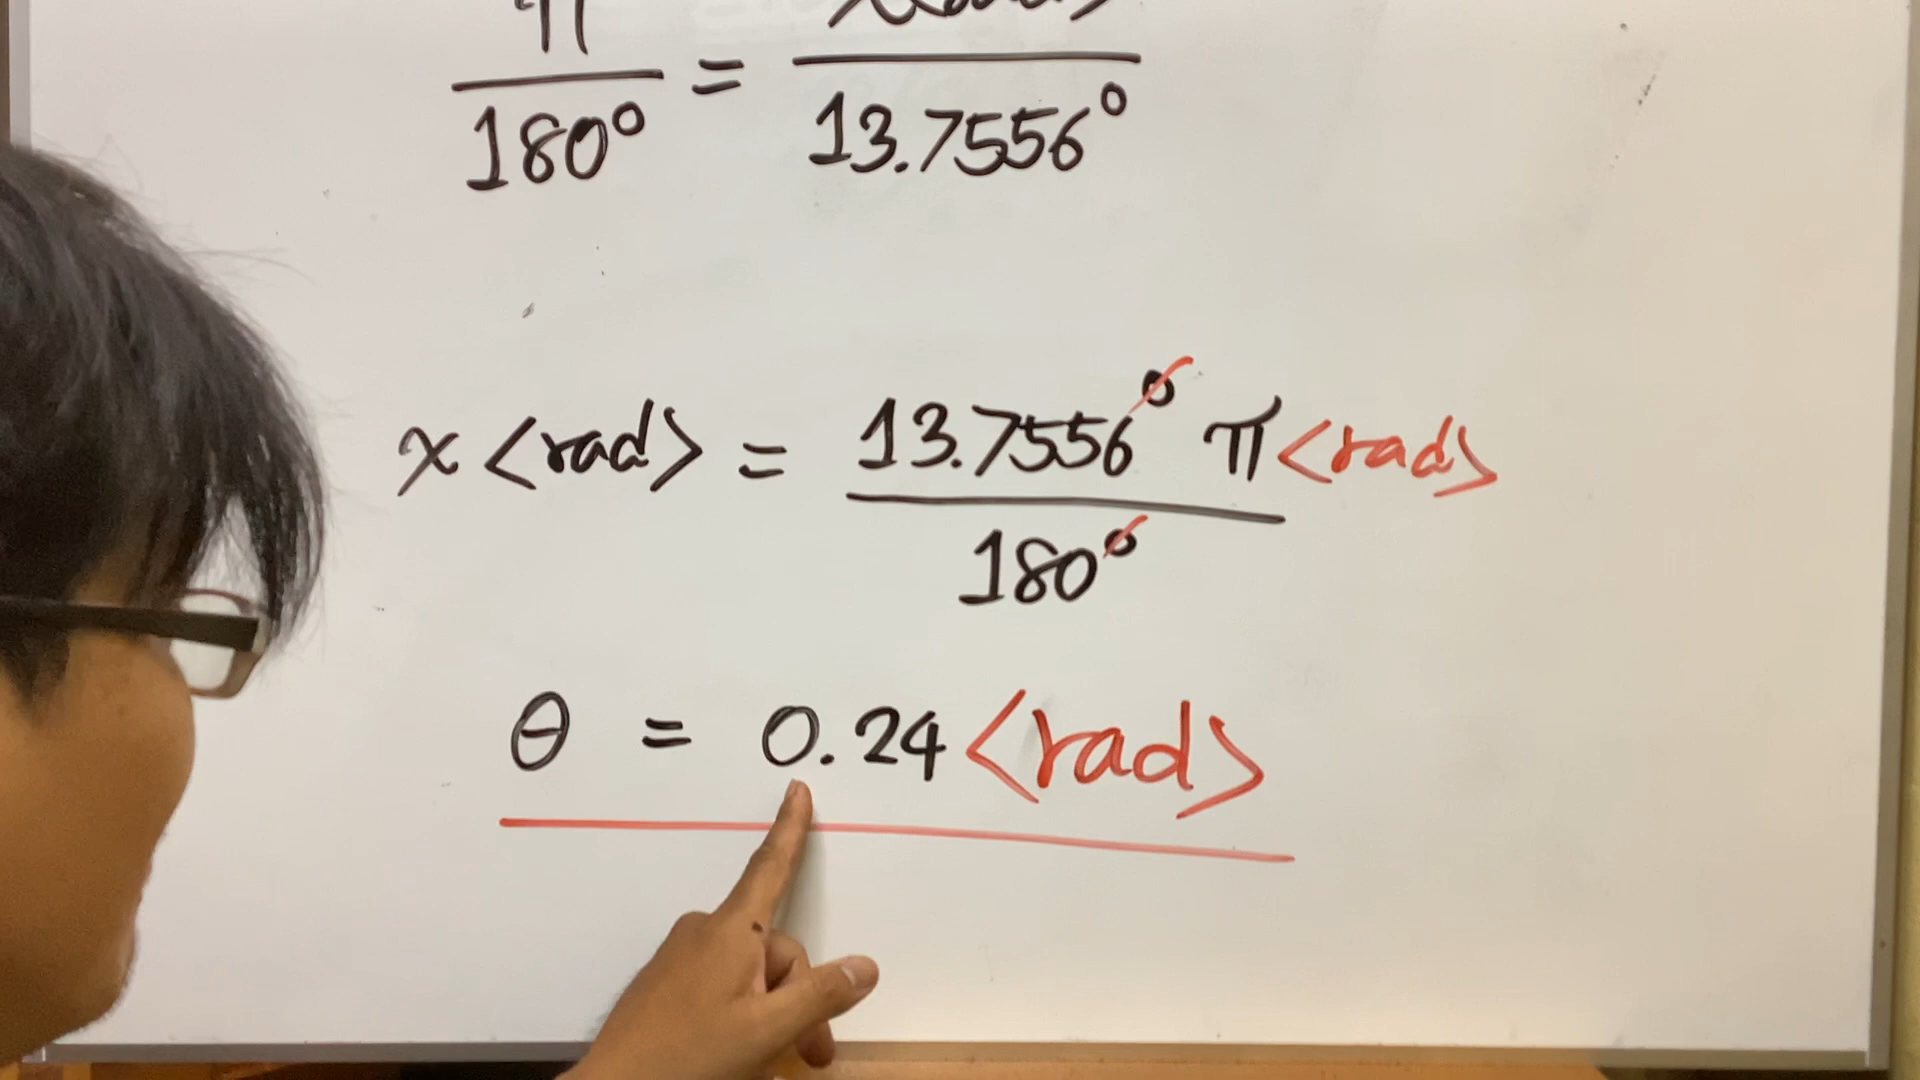 π
180° = 13.7556°
x <rad> = 13.7556° π <rad>
180°
θ = 0.24 <rad>